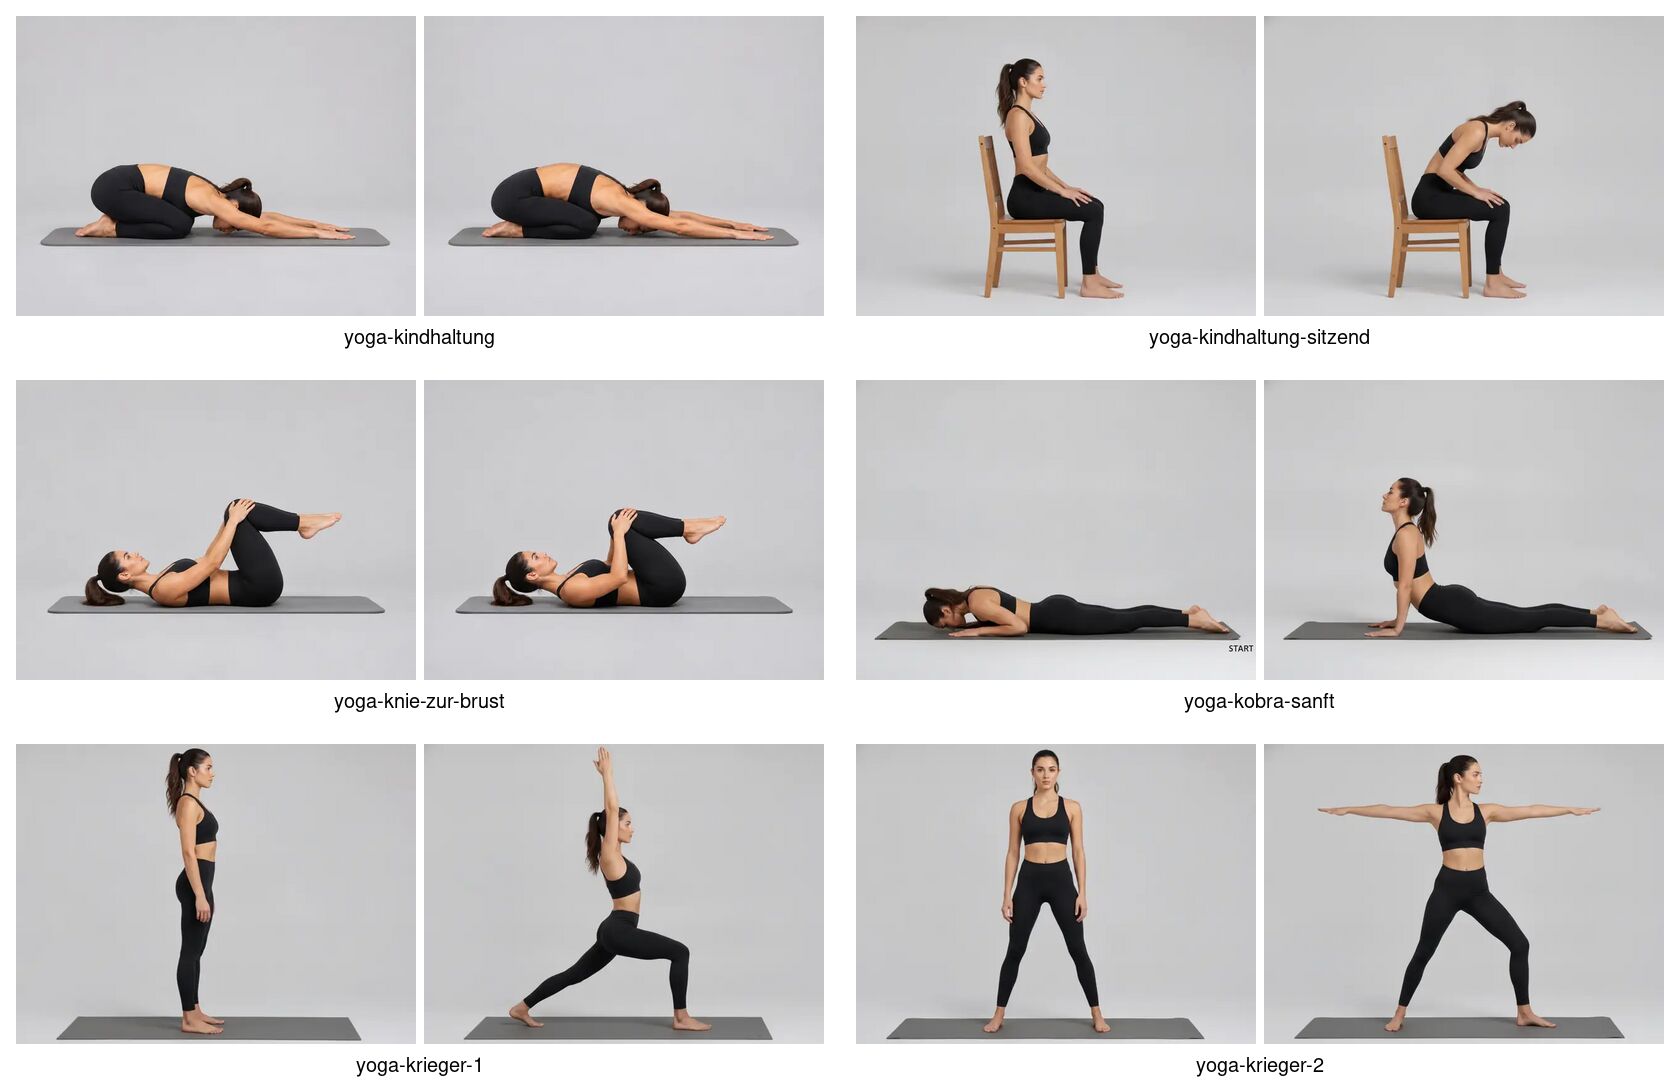 yoga-kindhaltung
yoga-kindhaltung-sitzend
START
yoga-knie-zur-brust
yoga-kobra-sanft
yoga-krieger-1
yoga-krieger-2